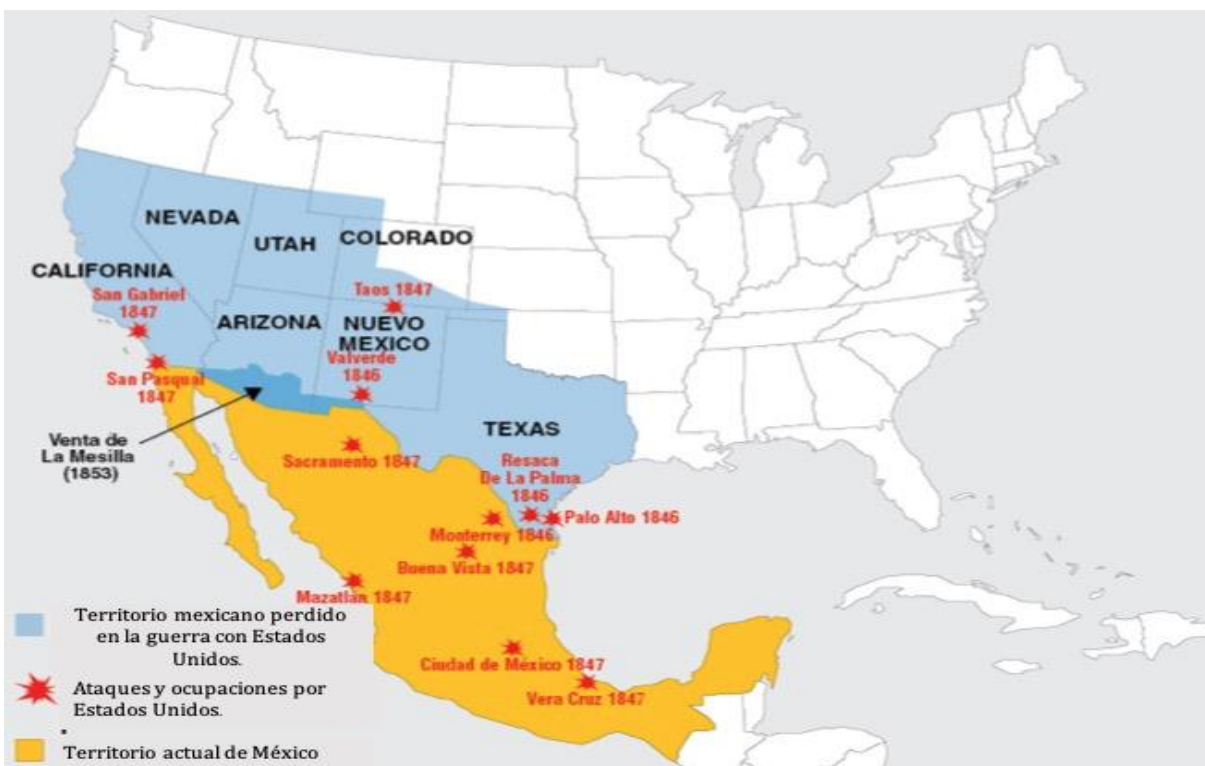 NEVADA
UTAH
COLORADO
CALIFORNIA
San Gabriel
1847
Taos 1847
ARIZONA
NUEVO
MEXICO
Valverde
1846
San Pasqual
1847
Venta de
La Mesilla
(1853)
TEXAS
Sacramento 1847
Resaca
De La Palma
1846
Palo Alto 1846
Monterrey 1846
Buena Vista 1847
Mazatlán 1847
Ciudad de México 1847
Vera Cruz 1847
Territorio mexicano perdido
en la guerra con Estados
Unidos.
Ataques y ocupaciones por
Estados Unidos.
Territorio actual de México